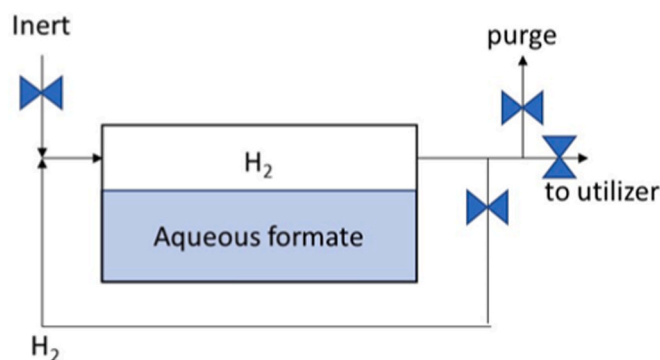 Inert
purge
H₂
to utilizer
Aqueous formate
H₂